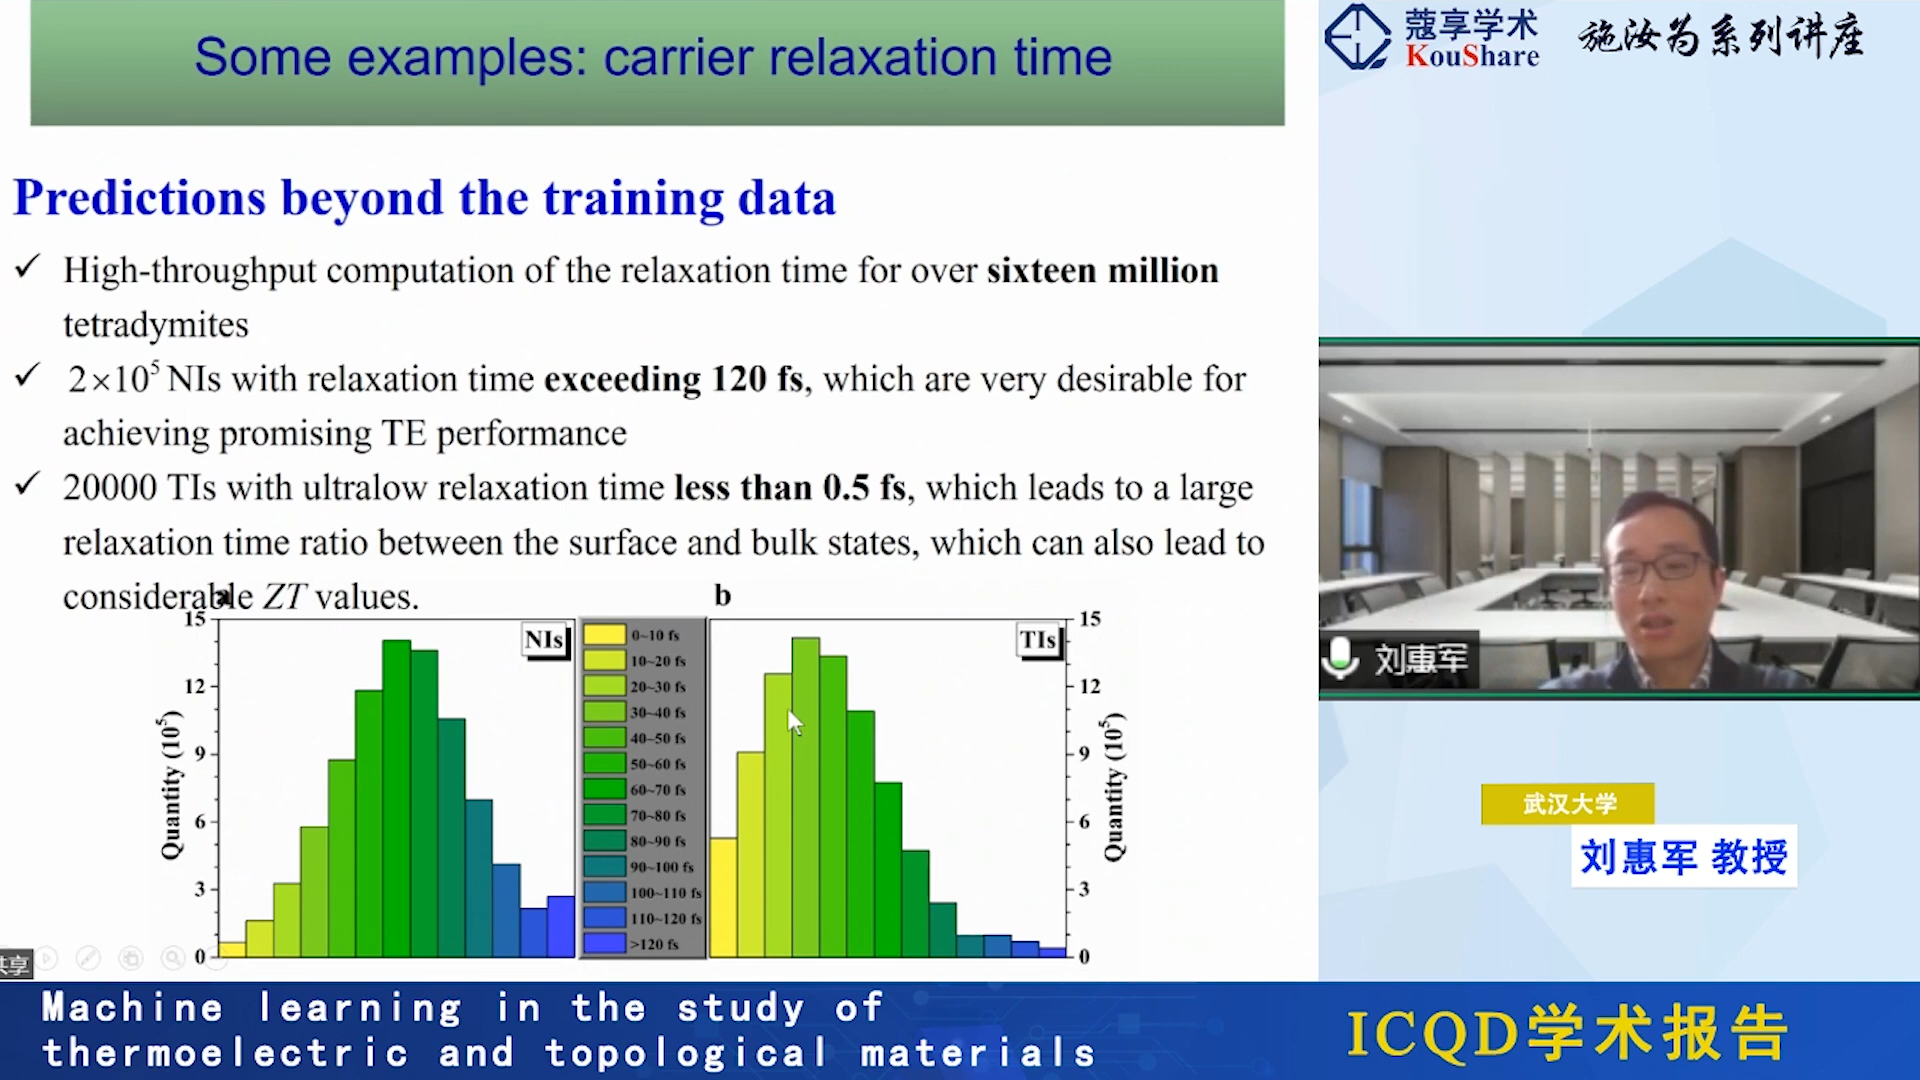 Some examples: carrier relaxation time
Predictions beyond the training data
✓ High-throughput computation of the relaxation time for over sixteen million
tetradymites
✓ 2×10⁵ NIs with relaxation time exceeding 120 fs, which are very desirable for
achieving promising TE performance
✓ 20000 TIs with ultralow relaxation time less than 0.5 fs, which leads to a large
relaxation time ratio between the surface and bulk states, which can also lead to
considerable ZT values.
a
NIs
Quantity (10⁵)
15
12
9
6
3
0
0~10 fs
10~20 fs
20~30 fs
30~40 fs
40~50 fs
50~60 fs
60~70 fs
70~80 fs
80~90 fs
90~100 fs
100~110 fs
110~120 fs
>120 fs
b
TIs
15
12
9
6
3
0
Quantity (10⁵)
共享
Machine learning in the study of
thermoelectric and topological materials
蔻享学术
KouShare
施汝为系列讲座
刘惠军
武汉大学
刘惠军 教授
ICQD学术报告